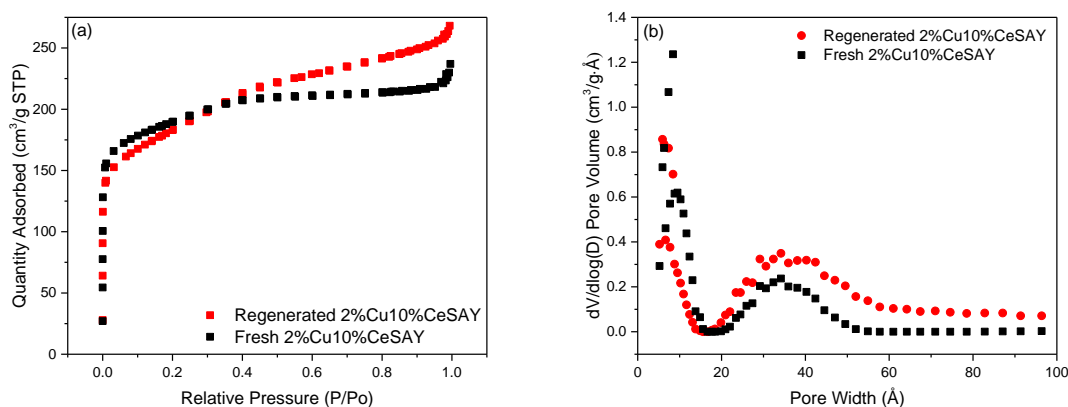 (a)
250
200
150
100
50
0
Quantity Adsorbed (cm³/g STP)
Regenerated 2%Cu10%CeSAY
Fresh 2%Cu10%CeSAY
0.0 0.2 0.4 0.6 0.8 1.0
Relative Pressure (P/Po)
(b)
1.4
1.2
1.0
0.8
0.6
0.4
0.2
0.0
dV/dlog(D) Pore Volume (cm³/g·Å)
Regenerated 2%Cu10%CeSAY
Fresh 2%Cu10%CeSAY
0 20 40 60 80 100
Pore Width (Å)